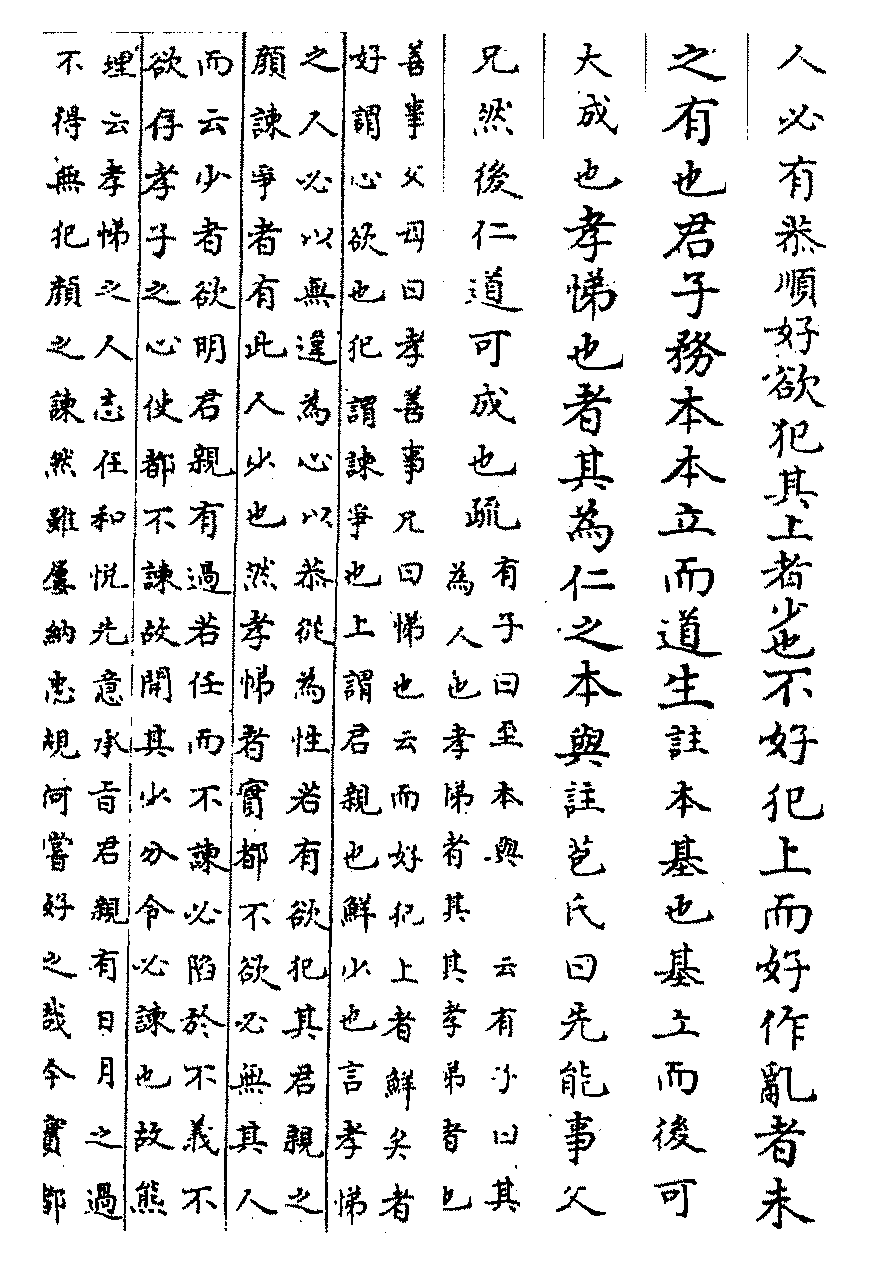 人必有恭順好欲犯其上者少也不好犯上而好作亂者未
之有也君子務本本立而道生註本基也基立而後可
大成也孝悌也者其為仁之本與註苞氏曰先能事父
兄然後仁道可成也疏
有子曰至本與 云有子曰其
為人也孝悌者其其孝弟者也
善事父母曰孝善事兄曰悌也云而好犯上者鮮矣者
好謂心欲也犯謂諫爭也上謂君親也鮮少也言孝悌
之人必以無違為心以恭從為性若有欲犯其君親之
顏諫爭者有此人少也然孝悌者實都不欲必無其人
而云少者欲明君親有過若任而不諫必陷於不義不
欲存孝子之心使都不諫故開其少分令必諫也故熊
埋云孝悌之人志任和悅先意承旨君親有日月之過
不得無犯顏之諫然雖屢納忠規何嘗好之哉今實都